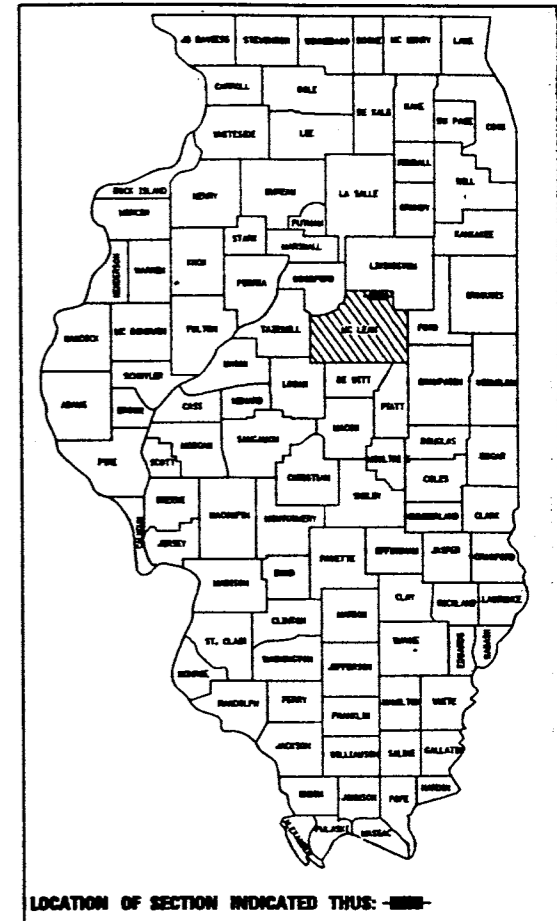 JO DAVIESS STEPHENSON WINNEBAGO BOONE MC HENRY LAKE
CARROLL OGLE DE KALB KANE DU PAGE COOK
WHITESIDE LEE KENDALL WILL
ROCK ISLAND HENRY BUREAU LA SALLE GRUNDY
MERCER PUTNAM KANKAKEE
STARK MARSHALL
HENDERSON WARREN KNOX PEORIA WOODFORD LIVINGSTON IROQUOIS
HANCOCK MC DONOUGH FULTON TAZEWELL MC LEAN FORD
SCHUYLER MASON LOGAN DE WITT CHAMPAIGN VERMILION
ADAMS BROWN CASS MENARD PIATT
MACON
PIKE SCOTT MORGAN SANGAMON MOULTRIE DOUGLAS EDGAR
CHRISTIAN COLES
SHELBY
CALHOUN GREENE MACOUPIN MONTGOMERY CUMBERLAND CLARK
JERSEY FAYETTE EFFINGHAM JASPER CRAWFORD
MADISON BOND CLAY RICHLAND LAWRENCE
CLINTON MARION
ST. CLAIR WAYNE EDWARDS WABASH
WASHINGTON JEFFERSON
MONROE
RANDOLPH PERRY HAMILTON WHITE
FRANKLIN
JACKSON WILLIAMSON SALINE GALLATIN
UNION JOHNSON POPE HARDIN
ALEXANDER PULASKI MASSAC
LOCATION OF SECTION INDICATED THUS: